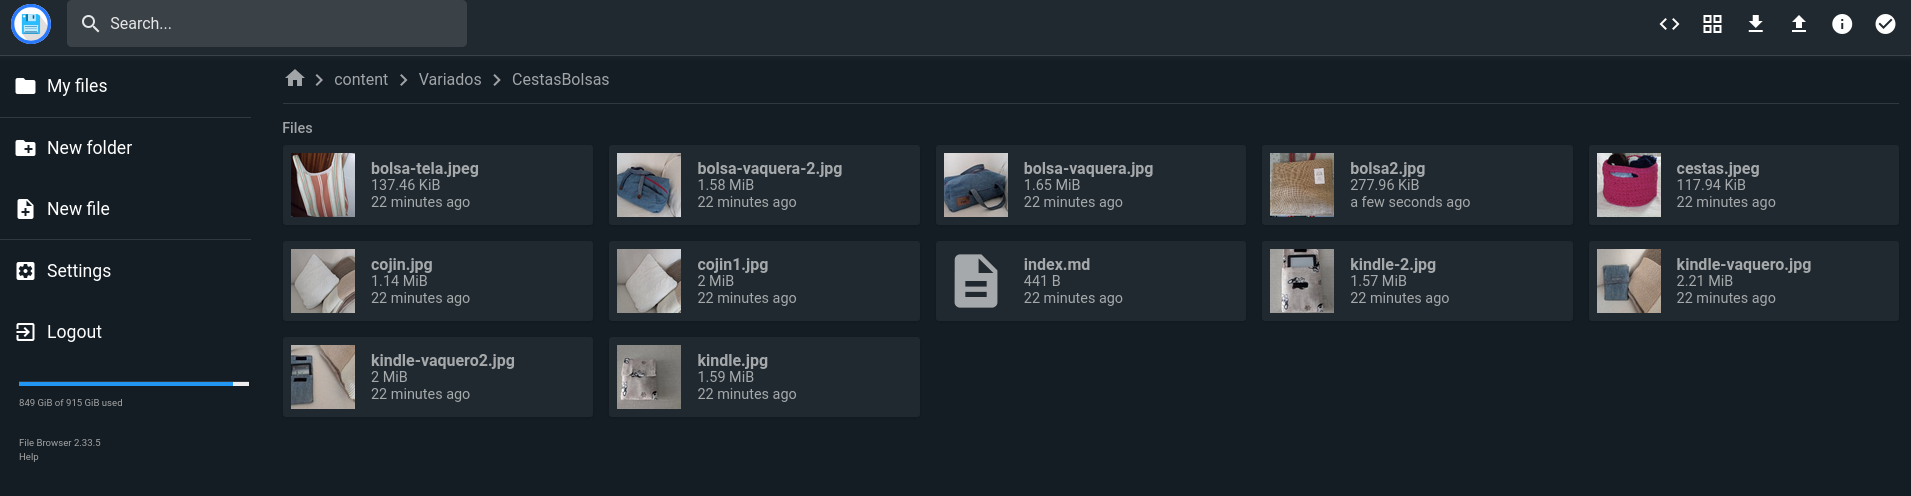 Search...
My files
New folder
New file
Settings
Logout
849 GiB of 915 GiB used
File Browser 2.33.5
Help
content
Variados
CestasBolsas
Files
bolsa-tela.jpeg
137.46 KiB
22 minutes ago
bolsa-vaquera-2.jpg
1.58 MiB
22 minutes ago
bolsa-vaquera.jpg
1.65 MiB
22 minutes ago
bolsa2.jpg
277.96 KiB
a few seconds ago
cestas.jpeg
117.94 KiB
22 minutes ago
cojin.jpg
1.14 MiB
22 minutes ago
cojin1.jpg
2 MiB
22 minutes ago
index.md
441 B
22 minutes ago
kindle-2.jpg
1.57 MiB
22 minutes ago
kindle-vaquero.jpg
2.21 MiB
22 minutes ago
kindle-vaquero2.jpg
2 MiB
22 minutes ago
kindle.jpg
1.59 MiB
22 minutes ago